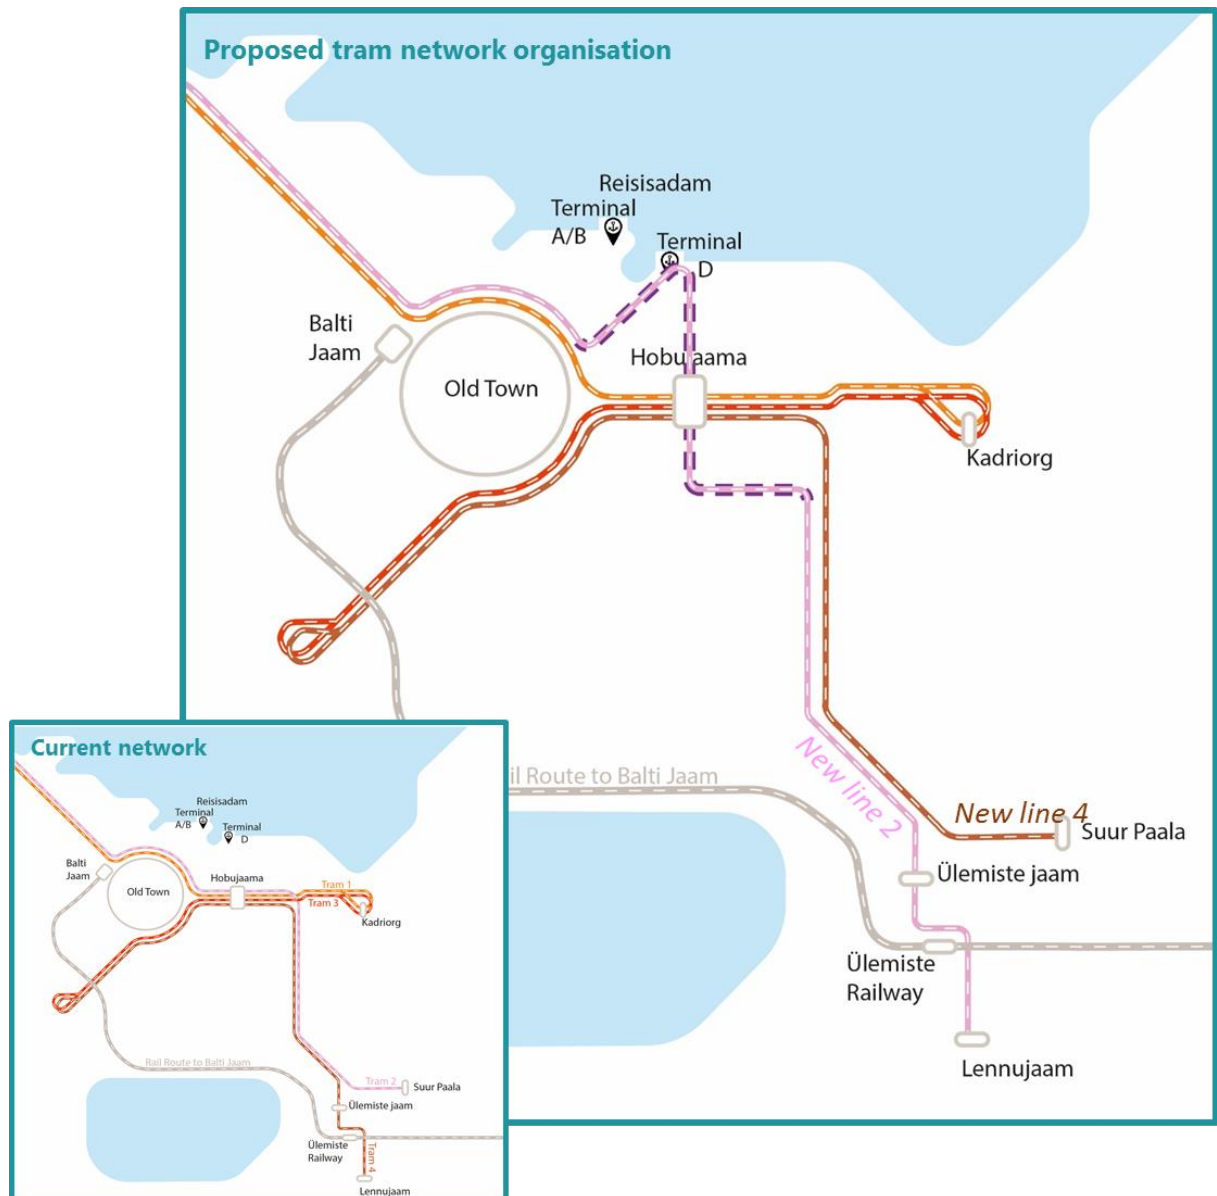 Proposed tram network organisation
Reisisadam
Terminal
A/B
Terminal
D
Balti
Jaam
Old Town
Hobujaama
Kadriorg
New line 2
New line 4
Suur Paala
il Route to Balti Jaam
Ülemiste jaam
Ülemiste
Railway
Lennujaam
Current network
Reisisadam
Terminal
A/B
Terminal
D
Balti
Jaam
Old Town
Hobujaama
Tram 1
Tram 3
Kadriorg
Rail Route to Balti Jaam
Tram 2
Suur Paala
Ülemiste jaam
Ülemiste
Railway
Tram 4
Lennujaam